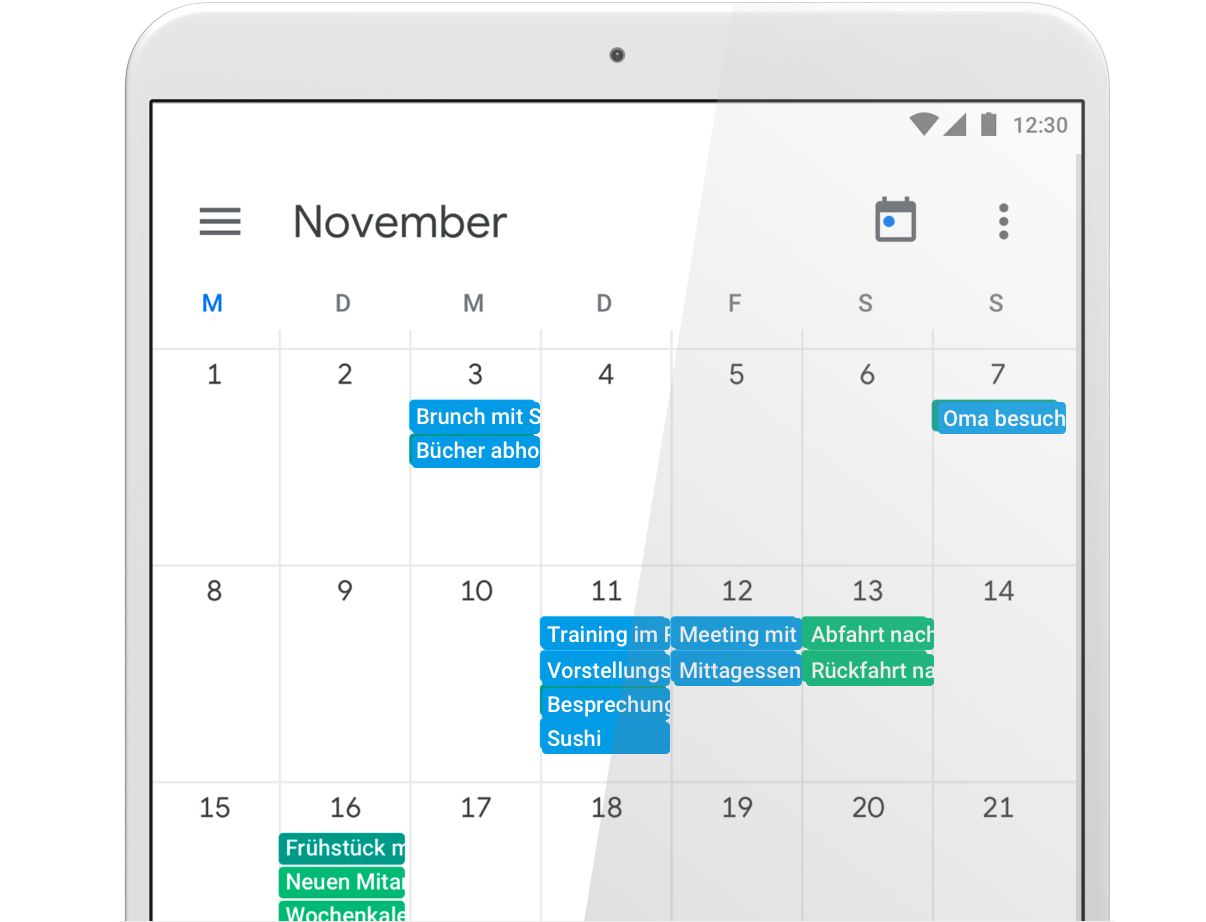 12:30
November
M D M D F S S
1 2 3 4 5 6 7
Brunch mit S
Oma besuch
Bücher abho
8 9 10 11 12 13 14
Training im Meeting mit Abfahrt nach
Vorstellungs Mittagessen Rückfahrt na
Besprechung
Sushi
15 16 17 18 19 20 21
Frühstück m
Neuen Mitar
Wochenkale